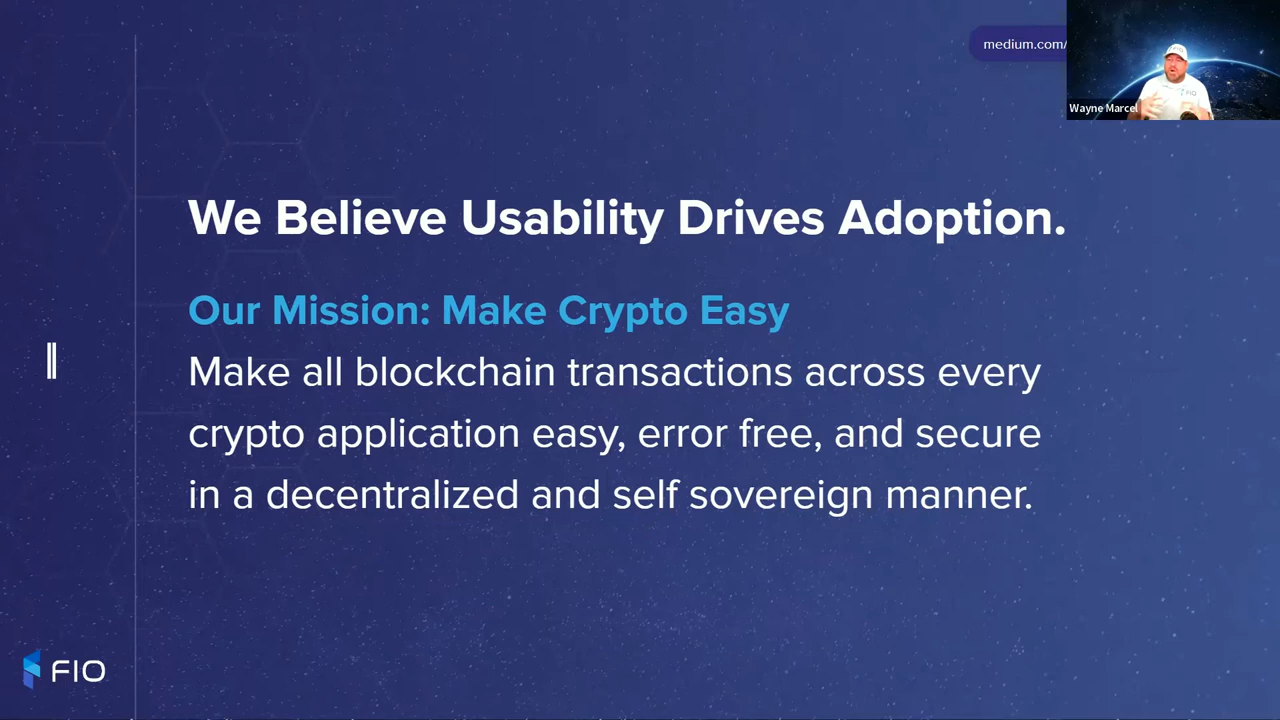 medium.com/
Wayne Marcel
We Believe Usability Drives Adoption.
Our Mission: Make Crypto Easy
Make all blockchain transactions across every
crypto application easy, error free, and secure
in a decentralized and self sovereign manner.
FIO